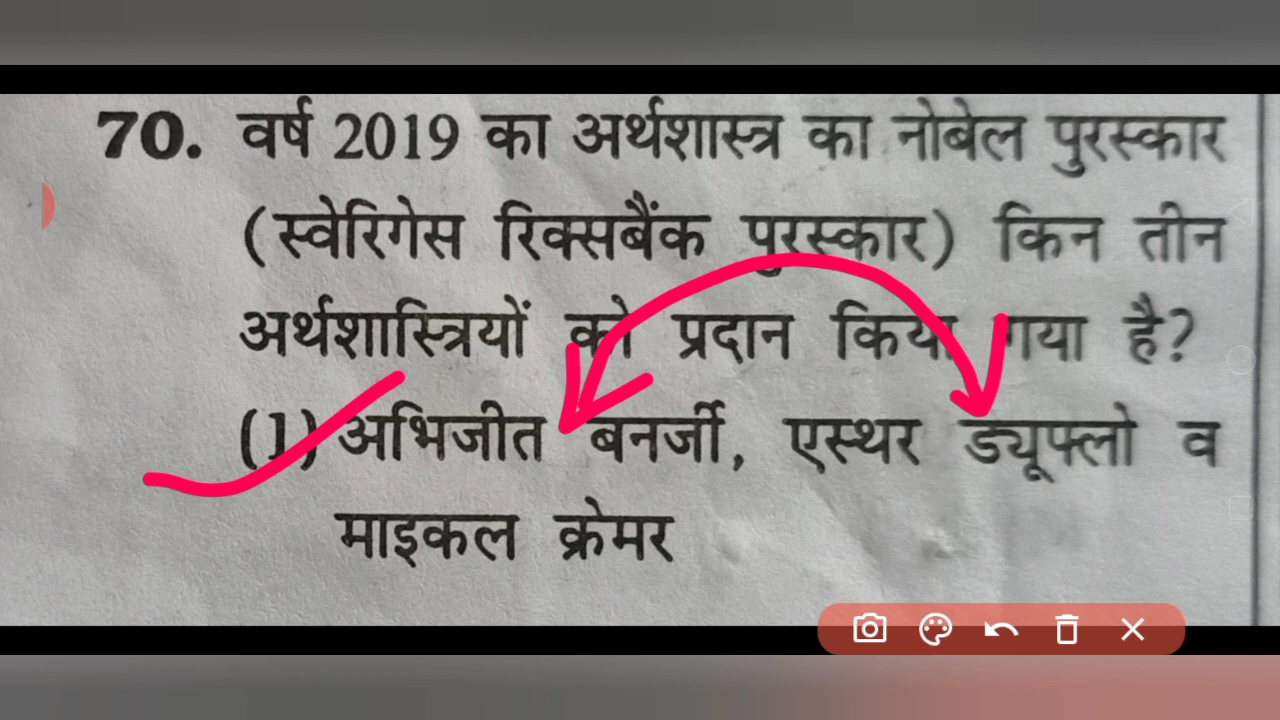 70. वर्ष 2019 का अर्थशास्त्र का नोबेल पुरस्कार
(स्वेरिगेस रिक्सबैंक पुरस्कार) किन तीन
अर्थशास्त्रियों को प्रदान किया गया है?
(1) अभिजीत बनर्जी, एस्थर ड्यूफ्लो व
माइकल क्रेमर